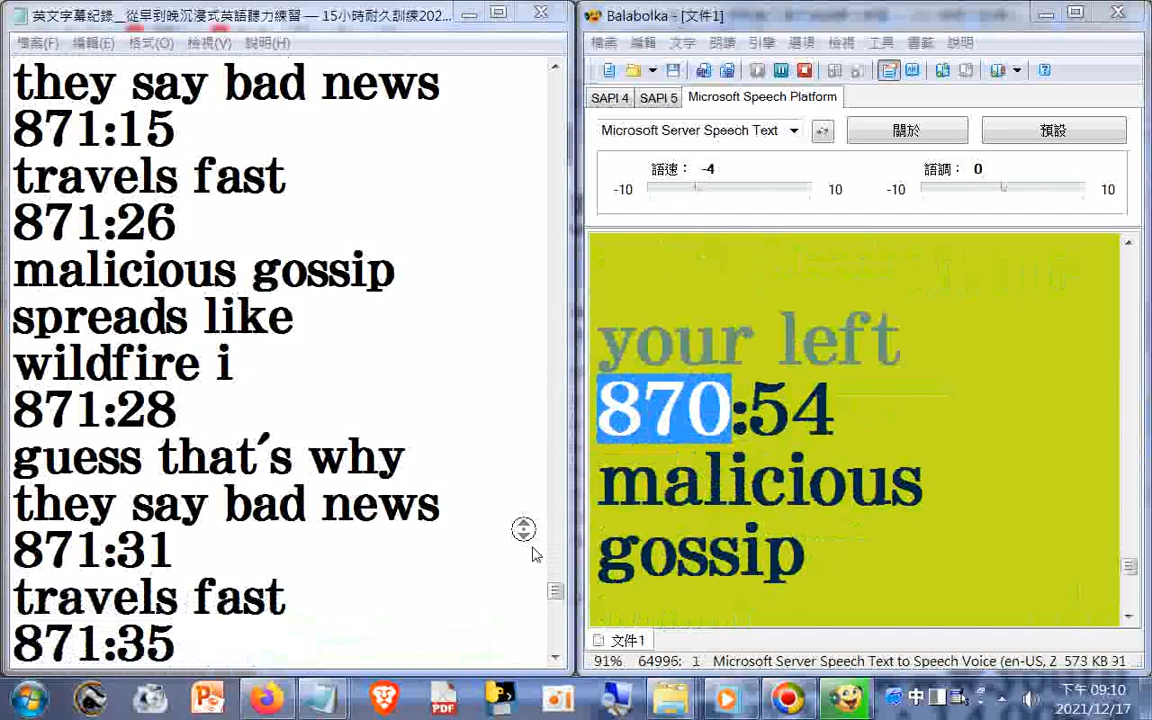 英文字幕紀錄__從早到晚沉浸式英語聽力練習 — 15小時耐久訓練202...
檔案(F) 編輯(E) 格式(O) 檢視(V) 說明(H)
they say bad news
871:15
travels fast
871:26
malicious gossip
spreads like
wildfire i
871:28
guess that's why
they say bad news
871:31
travels fast
871:35
Balabolka - [文件1]
檔案 編輯 文字 朗讀 引擎 選項 檢視 工具 書籤 說明
SAPI 4 SAPI 5 Microsoft Speech Platform
Microsoft Server Speech Text 關於 預設
語速： -4 語調： 0
-10 10 -10 10
your left
870:54
malicious
gossip
文件1
91% 64996: 1 Microsoft Server Speech Text to Speech Voice (en-US, Z 573 KB 91
PDF 中 下午 09:10
2021/12/17